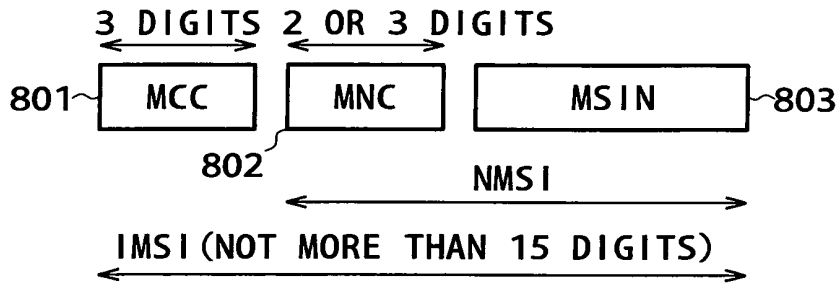 3 DIGITS 2 OR 3 DIGITS
801 MCC MNC MSIN 803
802
NMSI
IMSI(NOT MORE THAN 15 DIGITS)